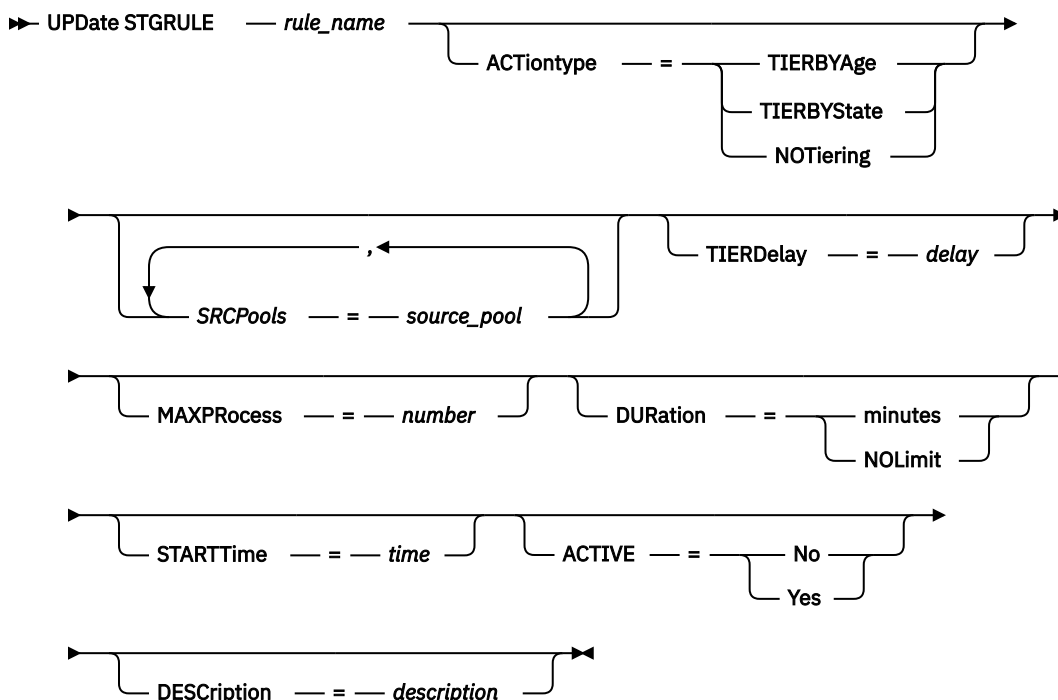 UPDate STGRULE rule_name
ACTiontype = TIERBYAge
TIERBYState
NOTiering
,
SRCPools = source_pool
TIERDelay = delay
MAXPRocess = number
DURation = minutes
NOLimit
STARTTime = time
ACTIVE = No
Yes
DESCription = description